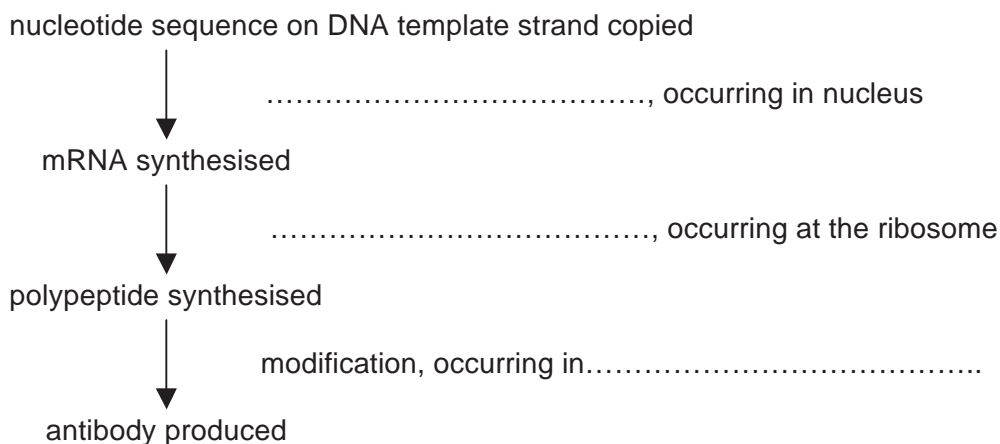 nucleotide sequence on DNA template strand copied
…………………………………, occurring in nucleus
mRNA synthesised
…………………………………, occurring at the ribosome
polypeptide synthesised
modification, occurring in…………………………………..
antibody produced